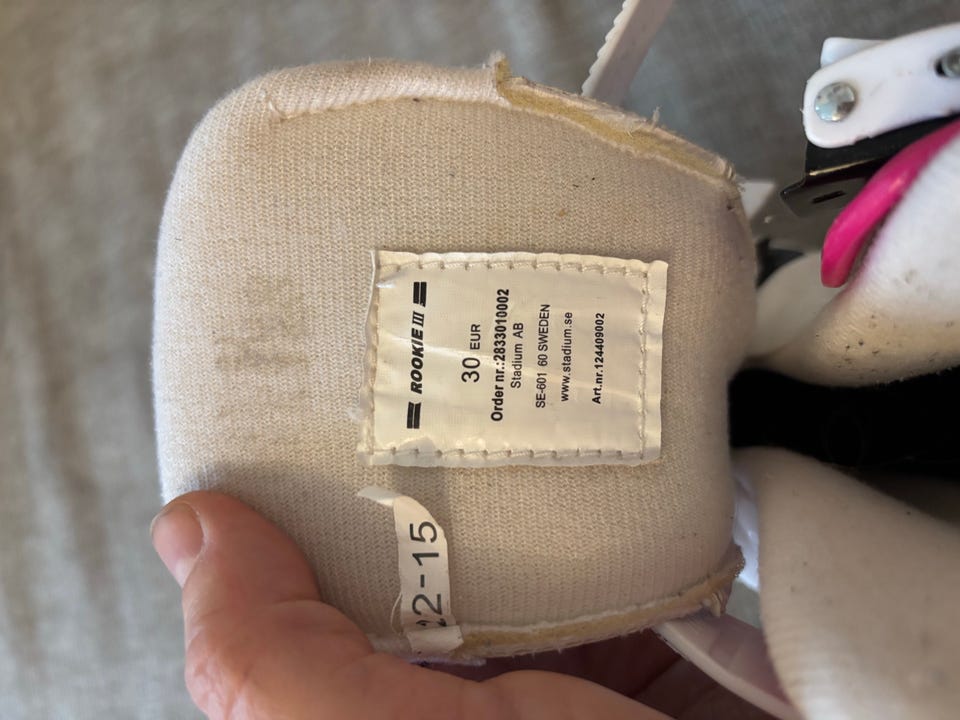 ROOKIE III
30 EUR
Order nr.:2833010002
Stadium AB
SE-601 60 SWEDEN
www.stadium.se
Art.nr.124409002
22-15